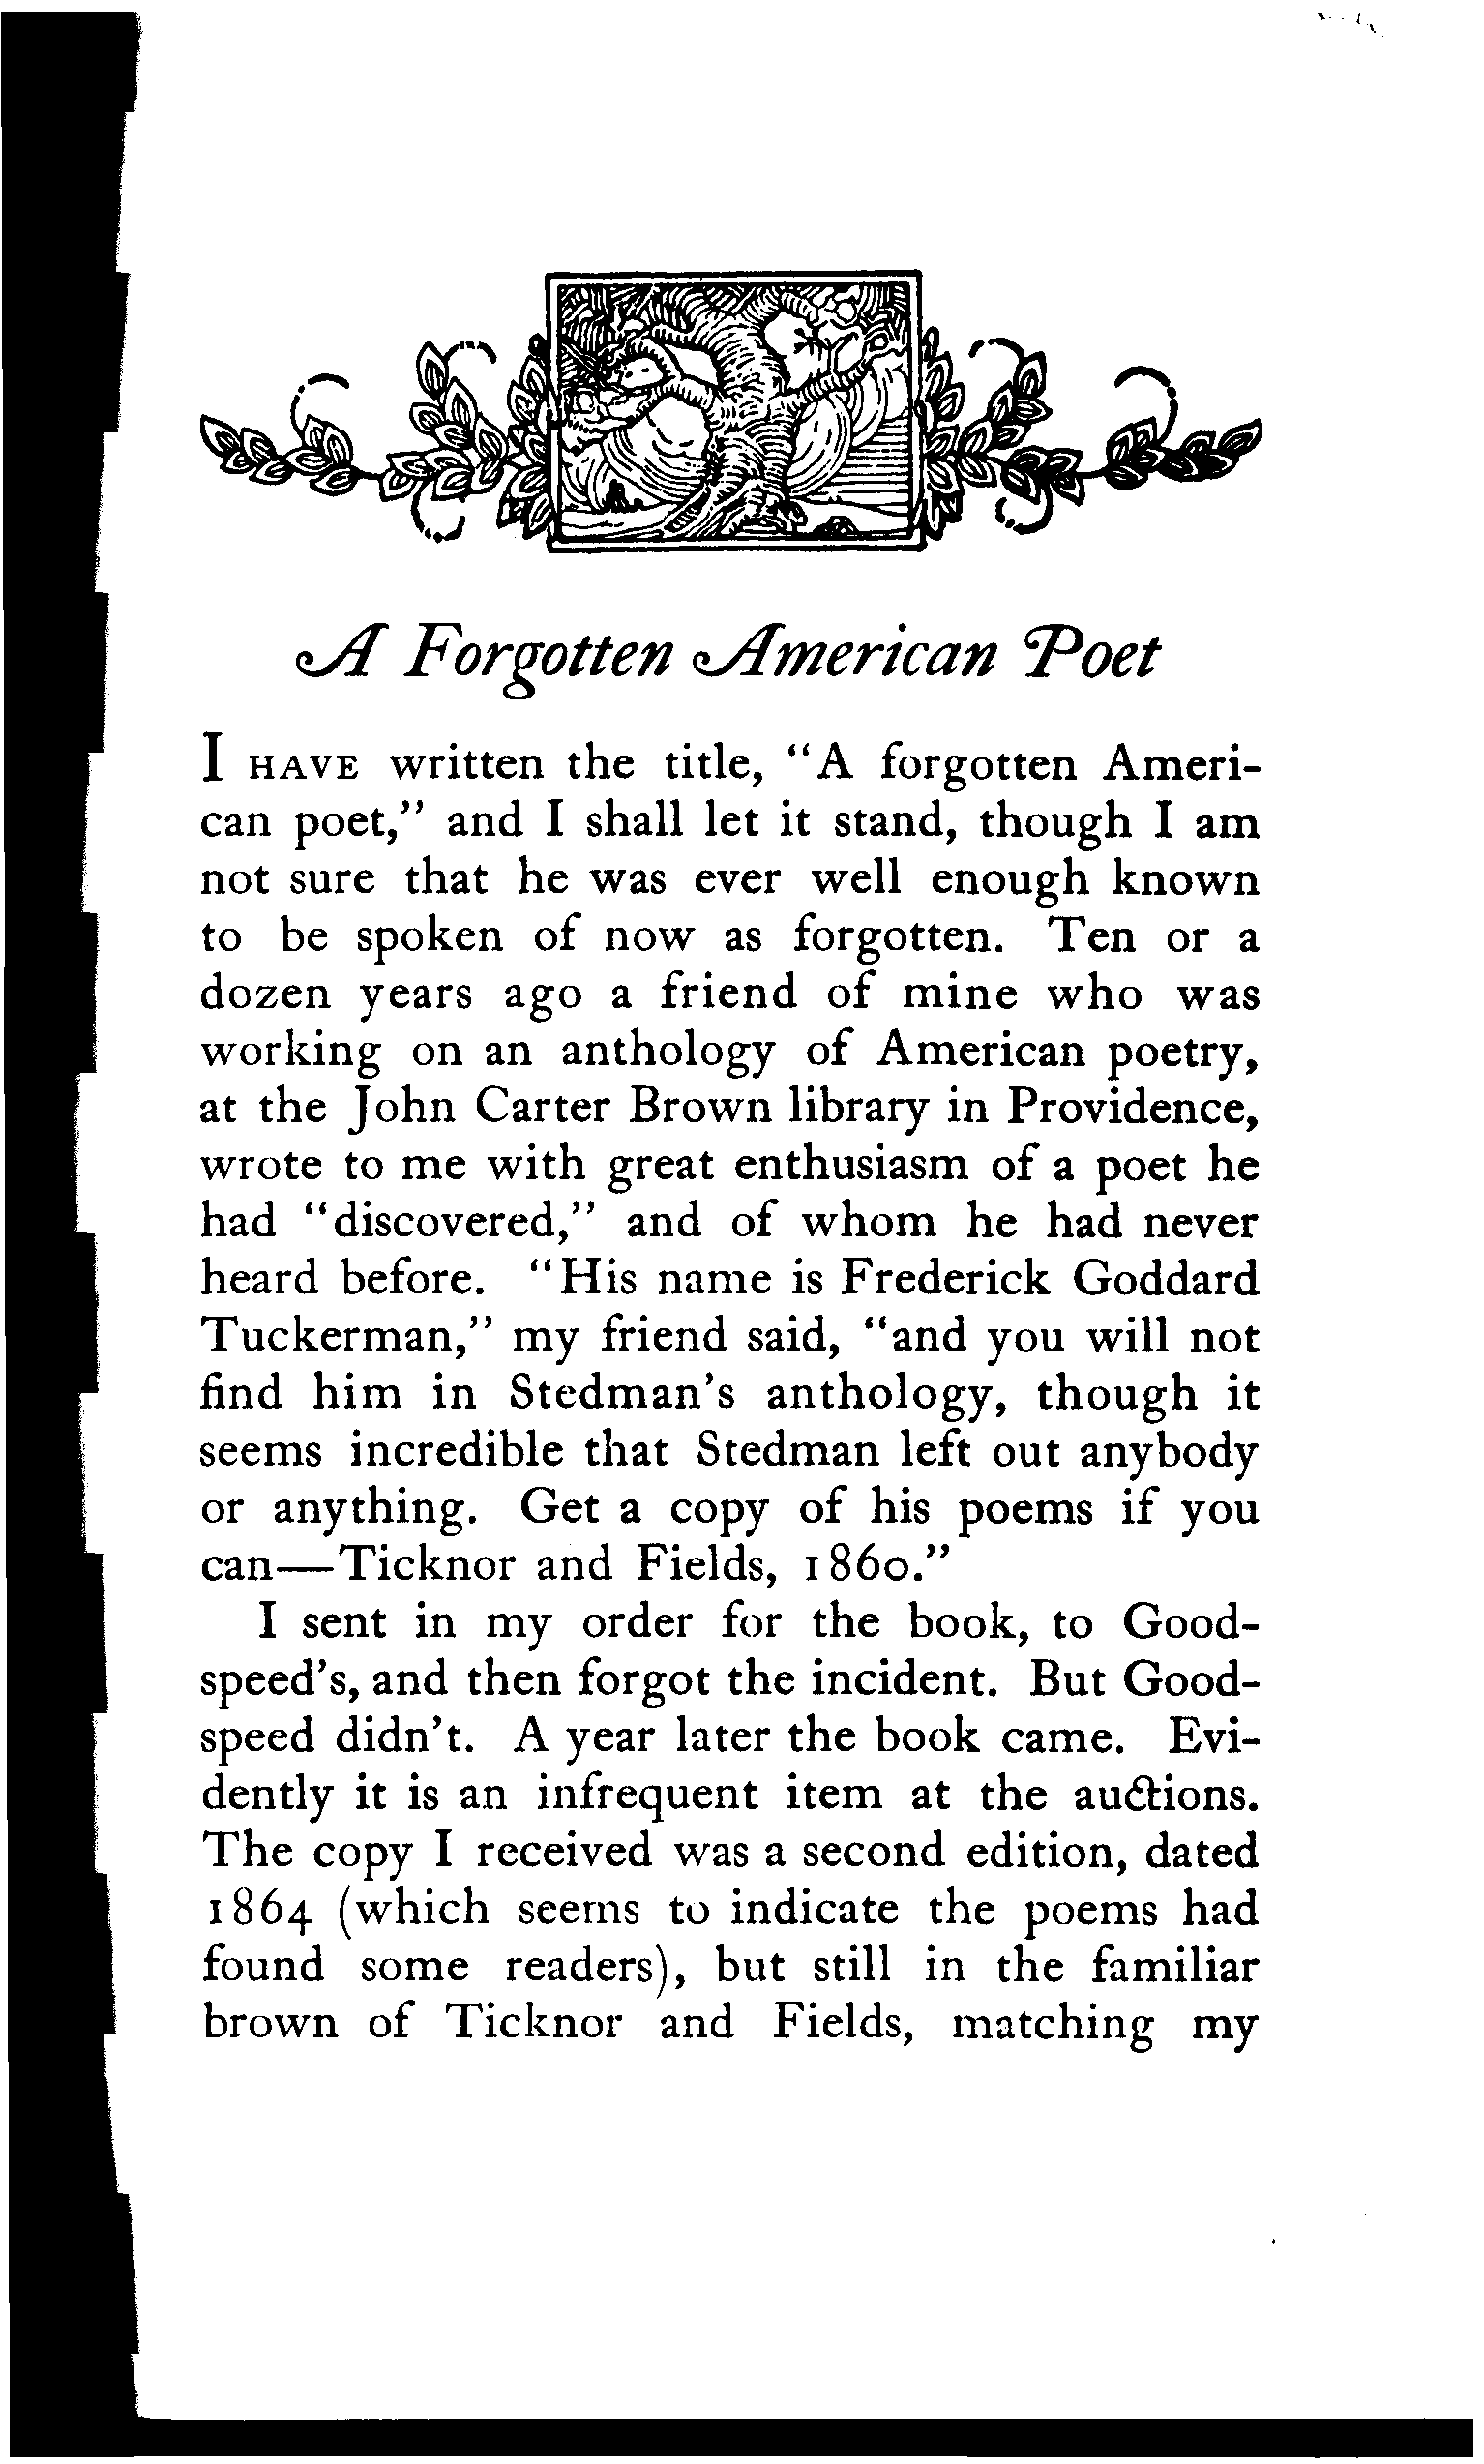 A Forgotten American Poet
I HAVE written the title, “A forgotten Ameri-
can poet,” and I shall let it stand, though I am
not sure that he was ever well enough known
to be spoken of now as forgotten. Ten or a
dozen years ago a friend of mine who was
working on an anthology of American poetry,
at the John Carter Brown library in Providence,
wrote to me with great enthusiasm of a poet he
had “discovered,” and of whom he had never
heard before. “His name is Frederick Goddard
Tuckerman,” my friend said, “and you will not
find him in Stedman’s anthology, though it
seems incredible that Stedman left out anybody
or anything. Get a copy of his poems if you
can—Ticknor and Fields, 1860.”
I sent in my order for the book, to Good-
speed’s, and then forgot the incident. But Good-
speed didn’t. A year later the book came. Evi-
dently it is an infrequent item at the auctions.
The copy I received was a second edition, dated
1864 (which seems to indicate the poems had
found some readers), but still in the familiar
brown of Ticknor and Fields, matching my